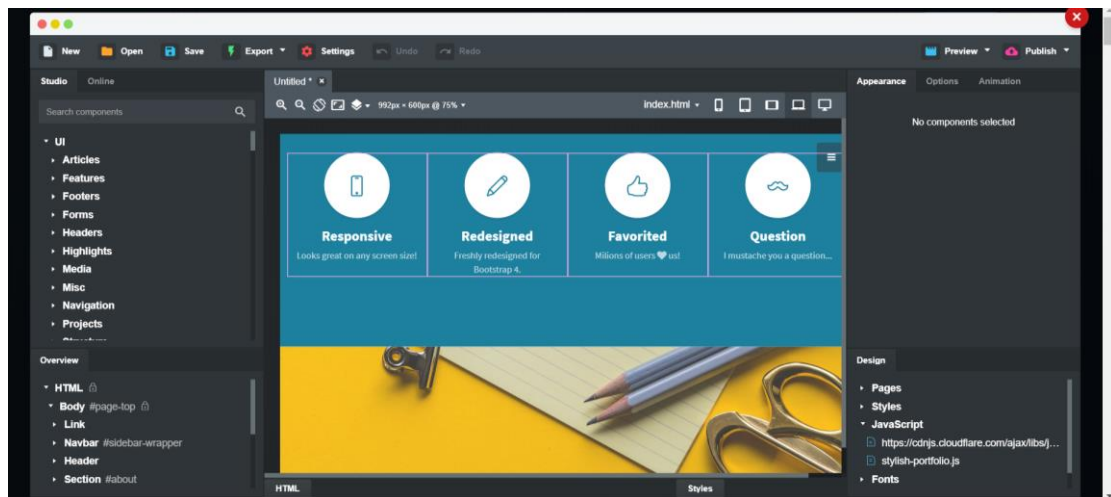 New Open Save Export Settings Undo Redo Preview Publish
Studio Online
Search components
UI
Articles
Features
Footers
Forms
Headers
Highlights
Media
Misc
Navigation
Projects
Overview
HTML
Body #page-top
Link
Navbar #sidebar-wrapper
Header
Section #about
Untitled *
992px × 600px @ 75% index.html
Responsive
Looks great on any screen size!
Redesigned
Freshly redesigned for
Bootstrap 4.
Favorited
Milions of users ♥ us!
Question
I mustache you a question...
HTML Styles
Appearance Options Animation
No components selected
Design
Pages
Styles
JavaScript
https://cdnjs.cloudflare.com/ajax/libs/j...
stylish-portfolio.js
Fonts